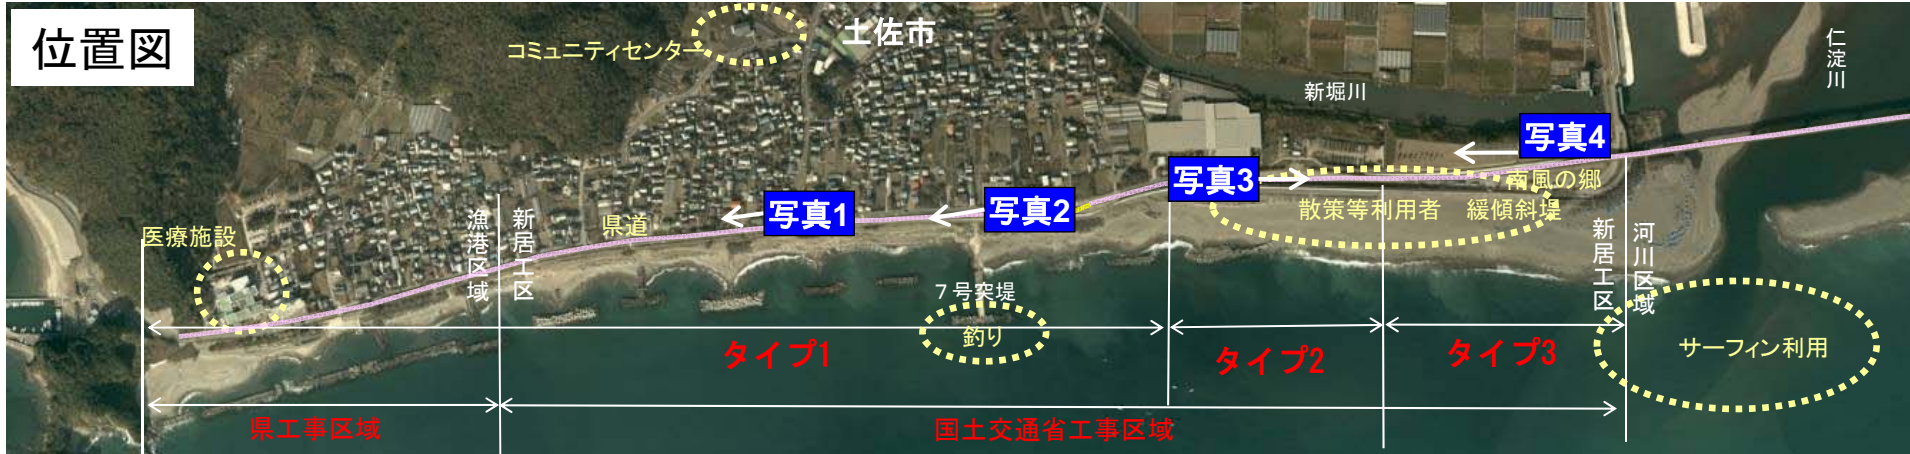 位置図
コミュニティセンター
土佐市
新堀川
仁淀川
写真4
写真3
写真1
写真2
南風の郷
散策等利用者
緩傾斜堤
県道
医療施設
漁港区域
新居工区
新居工区
河川区域
７号突堤
釣り
サーフィン利用
タイプ1
タイプ2
タイプ3
県工事区域
国土交通省工事区域